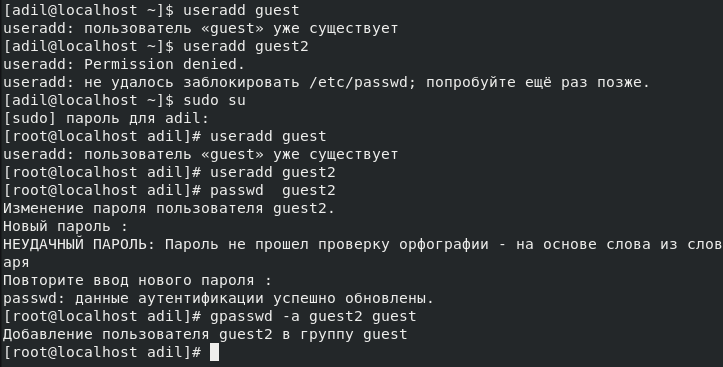 [adil@localhost ~]$ useradd guest
useradd: пользователь «guest» уже существует
[adil@localhost ~]$ useradd guest2
useradd: Permission denied.
useradd: не удалось заблокировать /etc/passwd; попробуйте ещё раз позже.
[adil@localhost ~]$ sudo su
[sudo] пароль для adil:
[root@localhost adil]# useradd guest
useradd: пользователь «guest» уже существует
[root@localhost adil]# useradd guest2
[root@localhost adil]# passwd  guest2
Изменение пароля пользователя guest2.
Новый пароль :
НЕУДАЧНЫЙ ПАРОЛЬ: Пароль не прошел проверку орфографии - на основе слова из слов
аря
Повторите ввод нового пароля :
passwd: данные аутентификации успешно обновлены.
[root@localhost adil]# gpasswd -a guest2 guest
Добавление пользователя guest2 в группу guest
[root@localhost adil]#